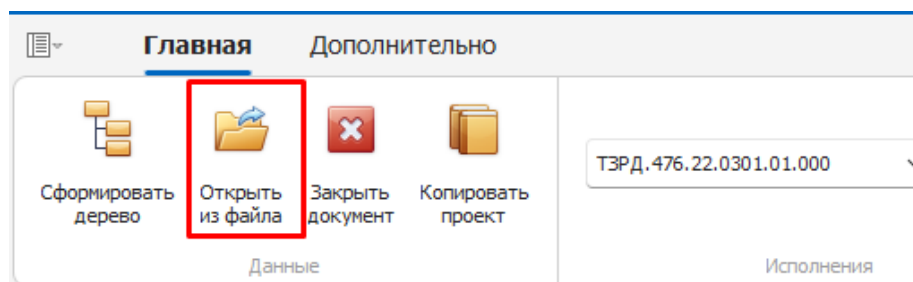 Главная Дополнительно
Сформировать дерево
Открыть из файла
Закрыть документ
Копировать проект
ТЗРД.476.22.0301.01.000
Данные
Исполнения